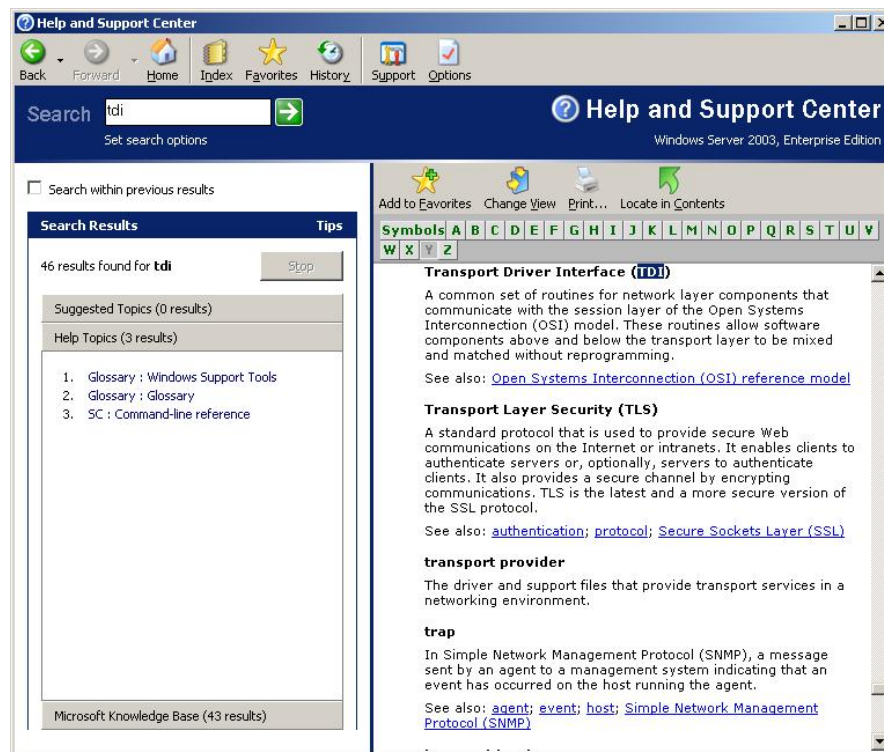 Help and Support Center
Back Forward Home Index Favorites History Support Options
Search tdi
Set search options
Help and Support Center
Windows Server 2003, Enterprise Edition
Search within previous results
Search Results Tips
46 results found for tdi Stop
Suggested Topics (0 results)
Help Topics (3 results)
1. Glossary : Windows Support Tools
2. Glossary : Glossary
3. SC : Command-line reference
Microsoft Knowledge Base (43 results)
Add to Favorites Change View Print... Locate in Contents
Symbols A B C D E F G H I J K L M N O P Q R S T U V
W X Y Z
Transport Driver Interface (TDI)
A common set of routines for network layer components that
communicate with the session layer of the Open Systems
Interconnection (OSI) model. These routines allow software
components above and below the transport layer to be mixed
and matched without reprogramming.
See also: Open Systems Interconnection (OSI) reference model
Transport Layer Security (TLS)
A standard protocol that is used to provide secure Web
communications on the Internet or intranets. It enables clients to
authenticate servers or, optionally, servers to authenticate
clients. It also provides a secure channel by encrypting
communications. TLS is the latest and a more secure version of
the SSL protocol.
See also: authentication; protocol; Secure Sockets Layer (SSL)
transport provider
The driver and support files that provide transport services in a
networking environment.
trap
In Simple Network Management Protocol (SNMP), a message
sent by an agent to a management system indicating that an
event has occurred on the host running the agent.
See also: agent; event; host; Simple Network Management
Protocol (SNMP)